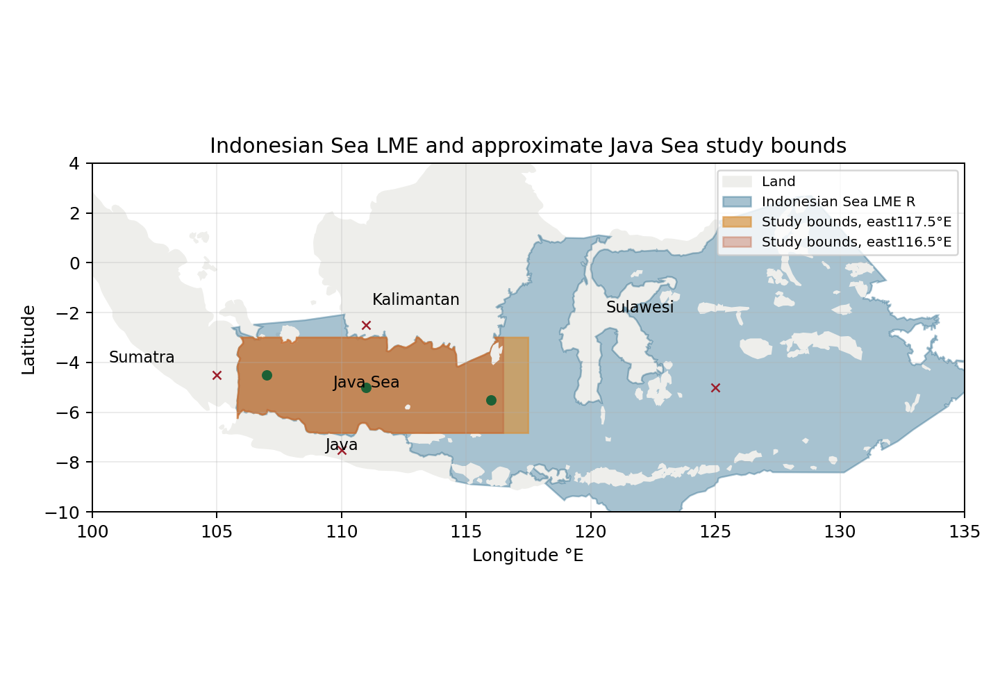 Indonesian Sea LME and approximate Java Sea study bounds
Land
Indonesian Sea LME R
Study bounds, east117.5°E
Study bounds, east116.5°E
Kalimantan
Sulawesi
Sumatra
Java Sea
Java
Latitude
4
2
0
−2
−4
−6
−8
−10
100
105
110
115
120
125
130
135
Longitude °E